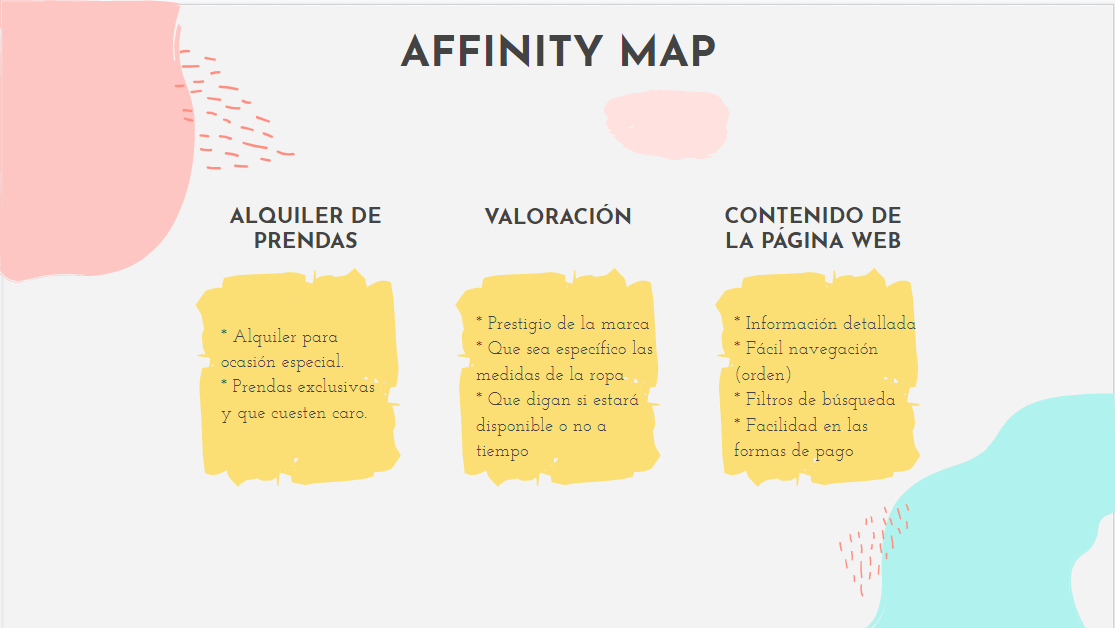 AFFINITY MAP
ALQUILER DE
PRENDAS
* Alquiler para
ocasión especial.
* Prendas exclusivas
y que cuesten caro.
VALORACIÓN
* Prestigio de la marca
* Que sea específico las
medidas de la ropa
* Que digan si estará
disponible o no a
tiempo
CONTENIDO DE
LA PÁGINA WEB
* Información detallada
* Fácil navegación
(orden)
* Filtros de búsqueda
* Facilidad en las
formas de pago